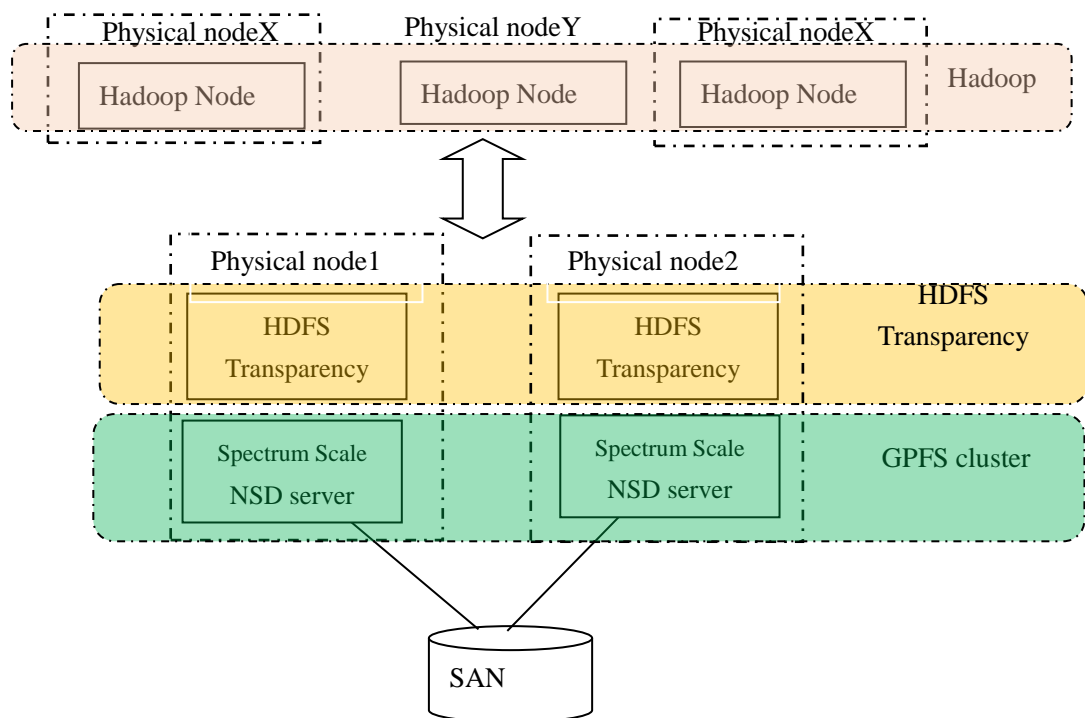 Physical nodeX
Physical nodeY
Physical nodeX
Hadoop Node
Hadoop Node
Hadoop Node
Hadoop
Physical node1
Physical node2
HDFS
Transparency
HDFS
Transparency
HDFS
Transparency
Spectrum Scale
NSD server
Spectrum Scale
NSD server
GPFS cluster
SAN